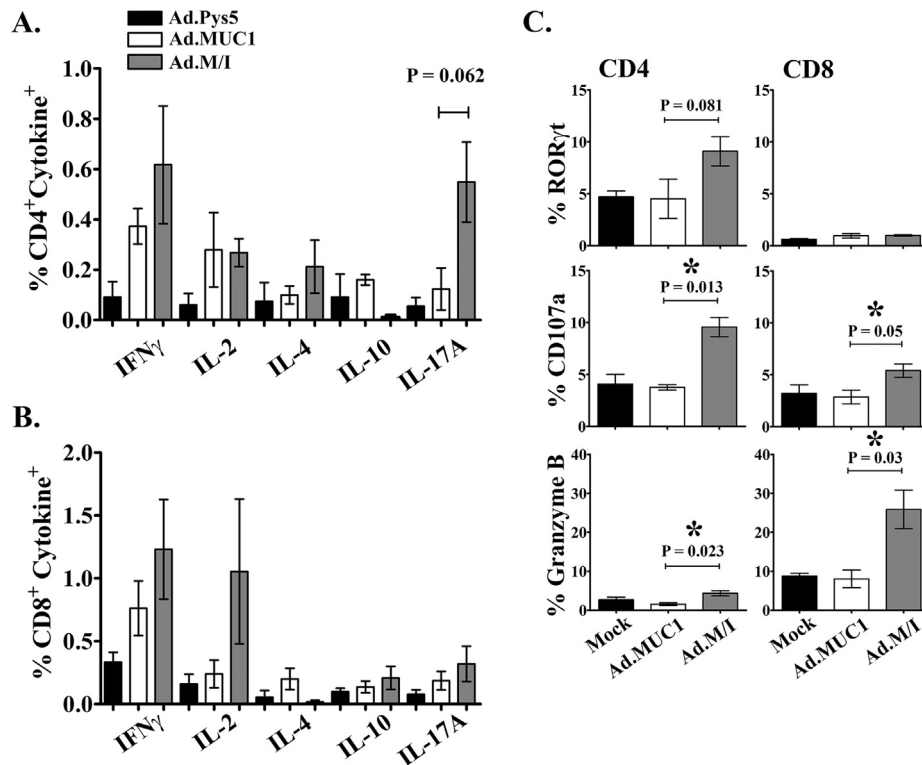 A.
Ad.Pys5
Ad.MUC1
Ad.M/I
% CD4+Cytokine+
1.0
0.8
0.6
0.4
0.2
0.0
P = 0.062
IFNγ
IL-2
IL-4
IL-10
IL-17A
B.
% CD8+ Cytokine+
2.0
1.5
1.0
0.5
0.0
IFNγ
IL-2
IL-4
IL-10
IL-17A
C.
CD4
CD8
% RORγt
15
10
5
0
P = 0.081
15
10
5
0
% CD107a
15
10
5
0
*
P = 0.013
15
10
5
0
*
P = 0.05
% Granzyme B
40
30
20
10
0
*
P = 0.023
Mock
Ad.MUC1
Ad.M/I
40
30
20
10
0
*
P = 0.03
Mock
Ad.MUC1
Ad.M/I